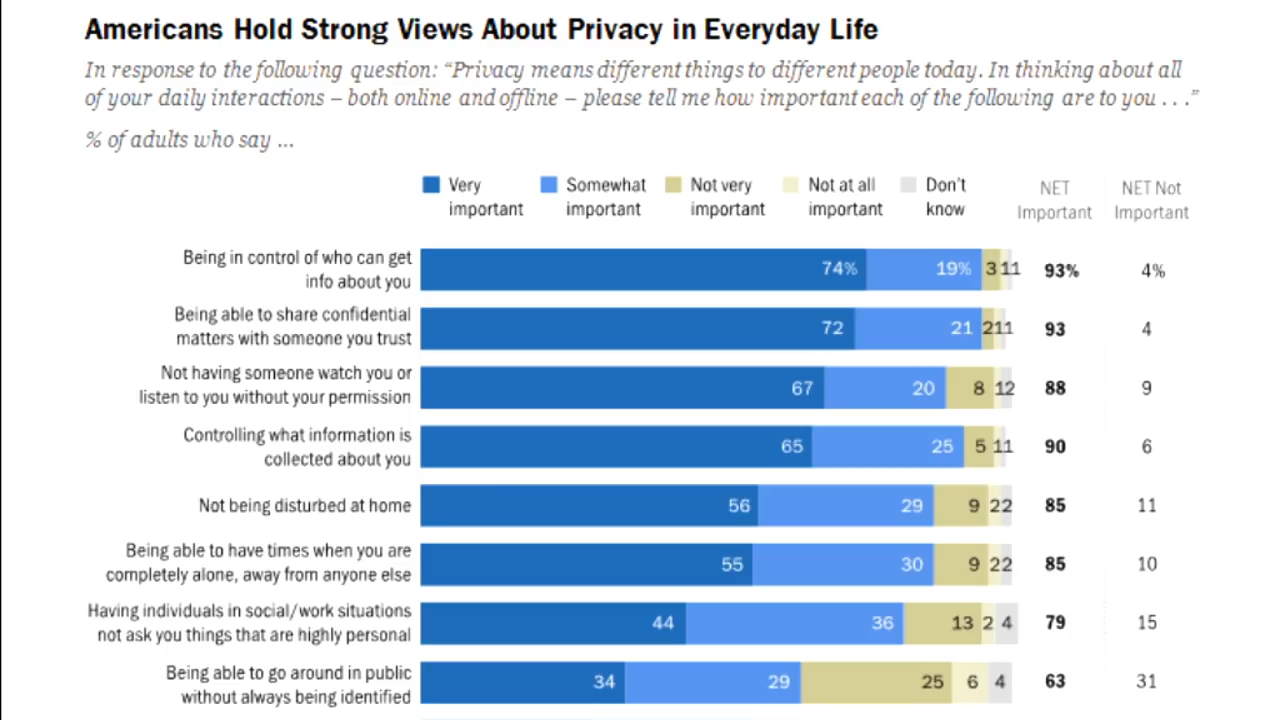 Americans Hold Strong Views About Privacy in Everyday Life
In response to the following question: “Privacy means different things to different people today. In thinking about all
of your daily interactions – both online and offline – please tell me how important each of the following are to you . . .”
% of adults who say ...
Very important
Somewhat important
Not very important
Not at all important
Don't know
NET Important
NET Not Important
Being in control of who can get
info about you
74% 19% 3 1 1 93% 4%
Being able to share confidential
matters with someone you trust
72 21 2 1 1 93 4
Not having someone watch you or
listen to you without your permission
67 20 8 1 2 88 9
Controlling what information is
collected about you
65 25 5 1 1 90 6
Not being disturbed at home
56 29 9 2 2 85 11
Being able to have times when you are
completely alone, away from anyone else
55 30 9 2 2 85 10
Having individuals in social/work situations
not ask you things that are highly personal
44 36 13 2 4 79 15
Being able to go around in public
without always being identified
34 29 25 6 4 63 31